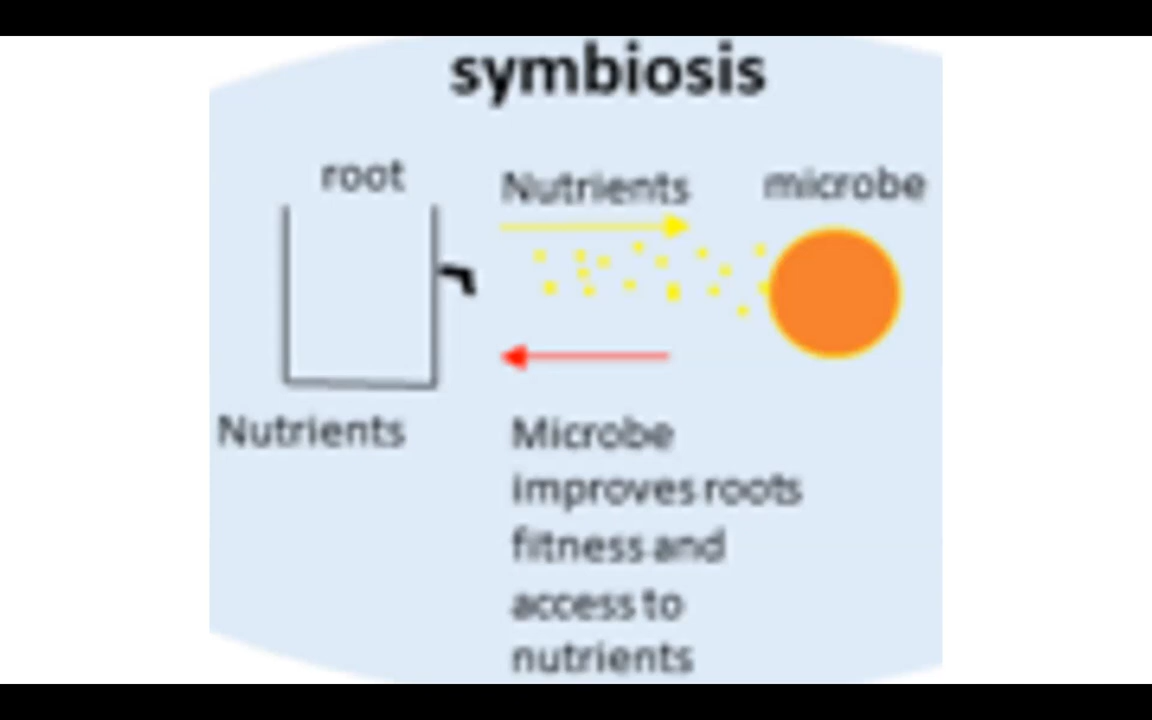 symbiosis
root
Nutrients
microbe
Nutrients
Microbe
improves roots
fitness and
access to
nutrients